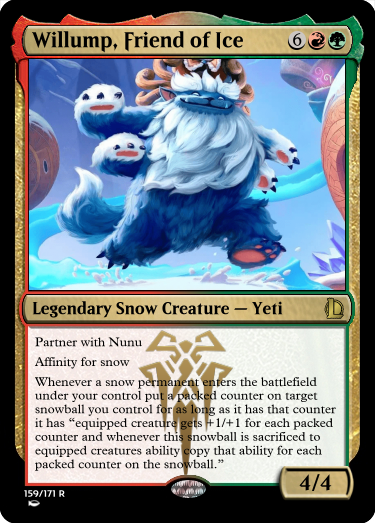 Willump, Friend of Ice 6
Legendary Snow Creature — Yeti
Partner with Nunu
Affinity for snow
Whenever a snow permanent enters the battlefield
under your control put a packed counter on target
snowball you control for as long as it has that counter
it has “equipped creature gets +1/+1 for each packed
counter and whenever this snowball is sacrificed to
equipped creatures ability copy that ability for each
packed counter on the snowball.”
4/4
159/171 R